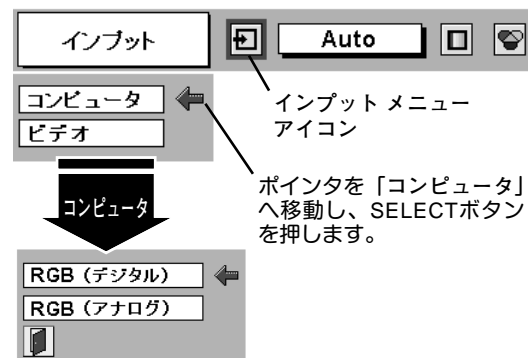 インプット
Auto
コンピュータ
ビデオ
インプット メニュー
アイコン
ポインタを「コンピュータ」
へ移動し、SELECTボタン
を押します。
コンピュータ
RGB（デジタル）
RGB（アナログ）